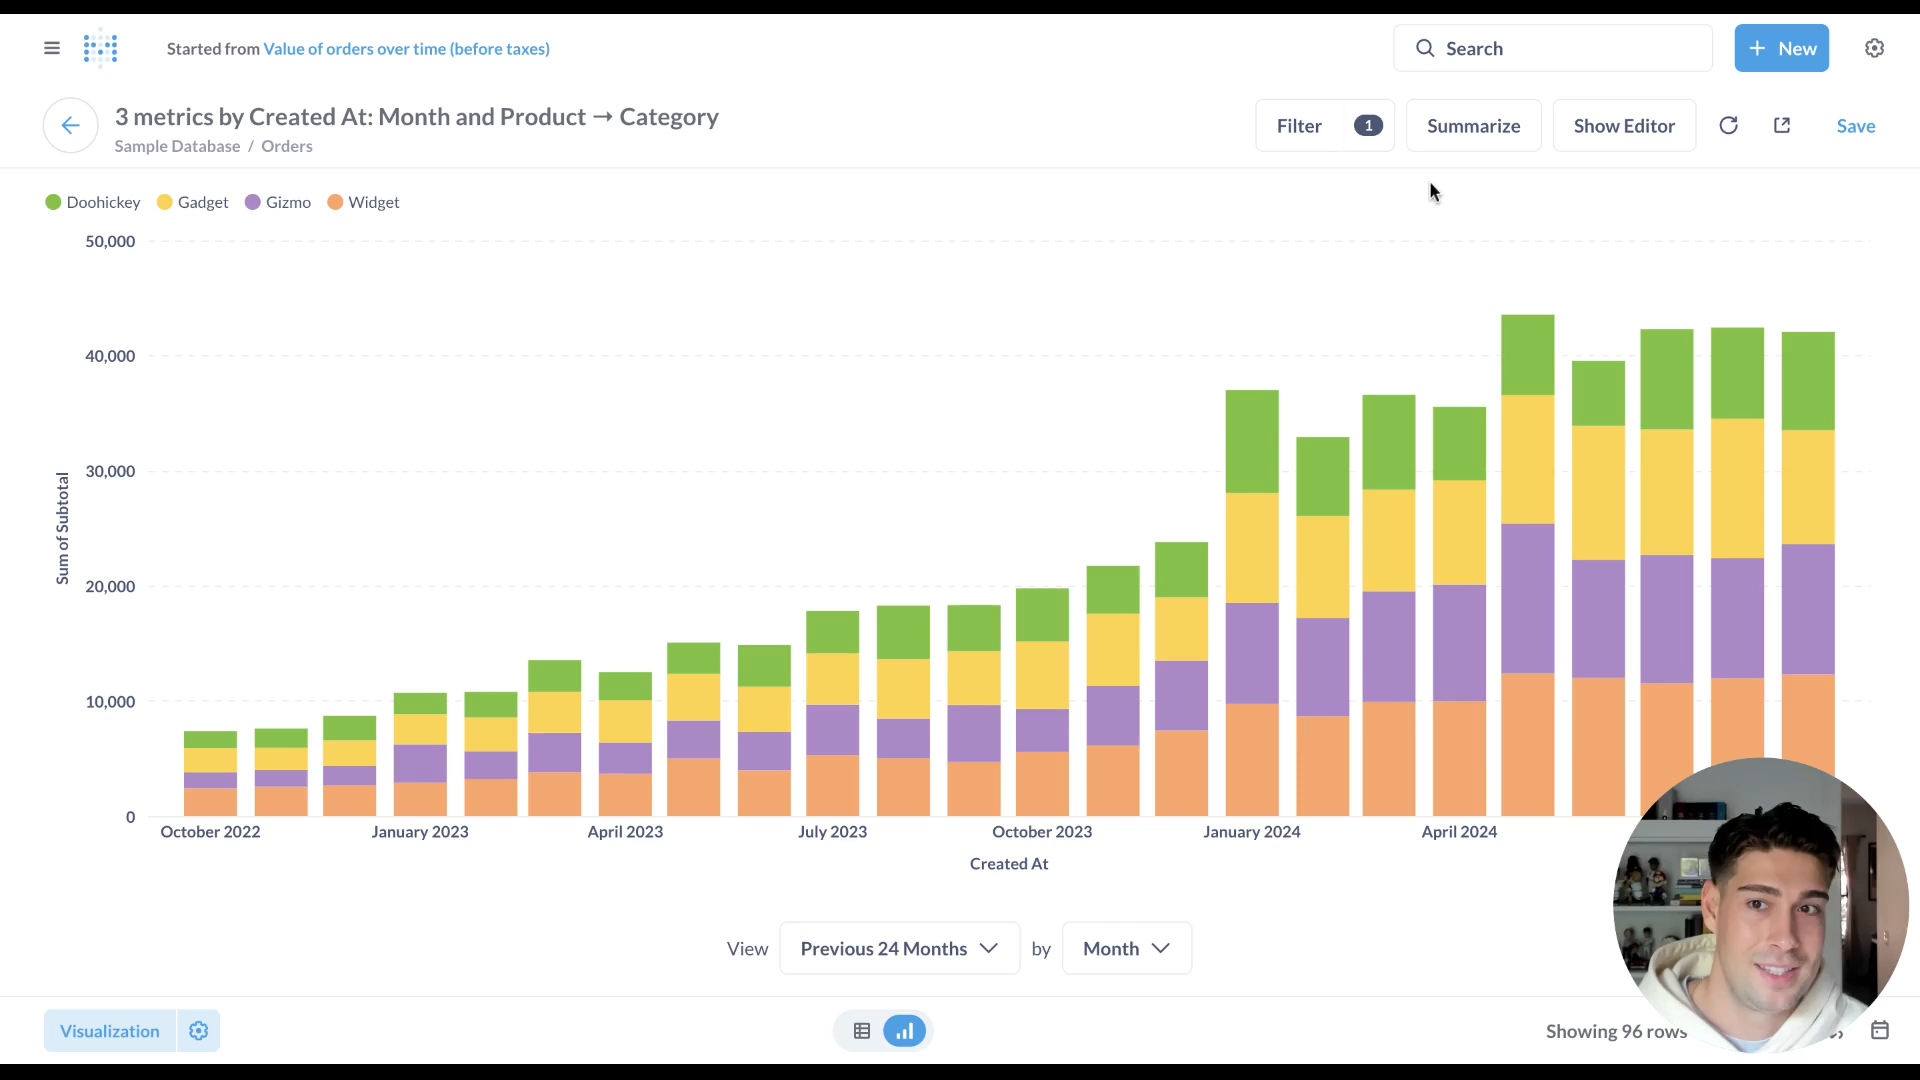 Started from Value of orders over time (before taxes)
Search
+ New
3 metrics by Created At: Month and Product → Category
Sample Database / Orders
Filter 1
Summarize
Show Editor
Save
Doohickey Gadget Gizmo Widget
50,000
40,000
30,000
20,000
10,000
0
Sum of Subtotal
October 2022 January 2023 April 2023 July 2023 October 2023 January 2024 April 2024
Created At
View Previous 24 Months by Month
Visualization
Showing 96 rows